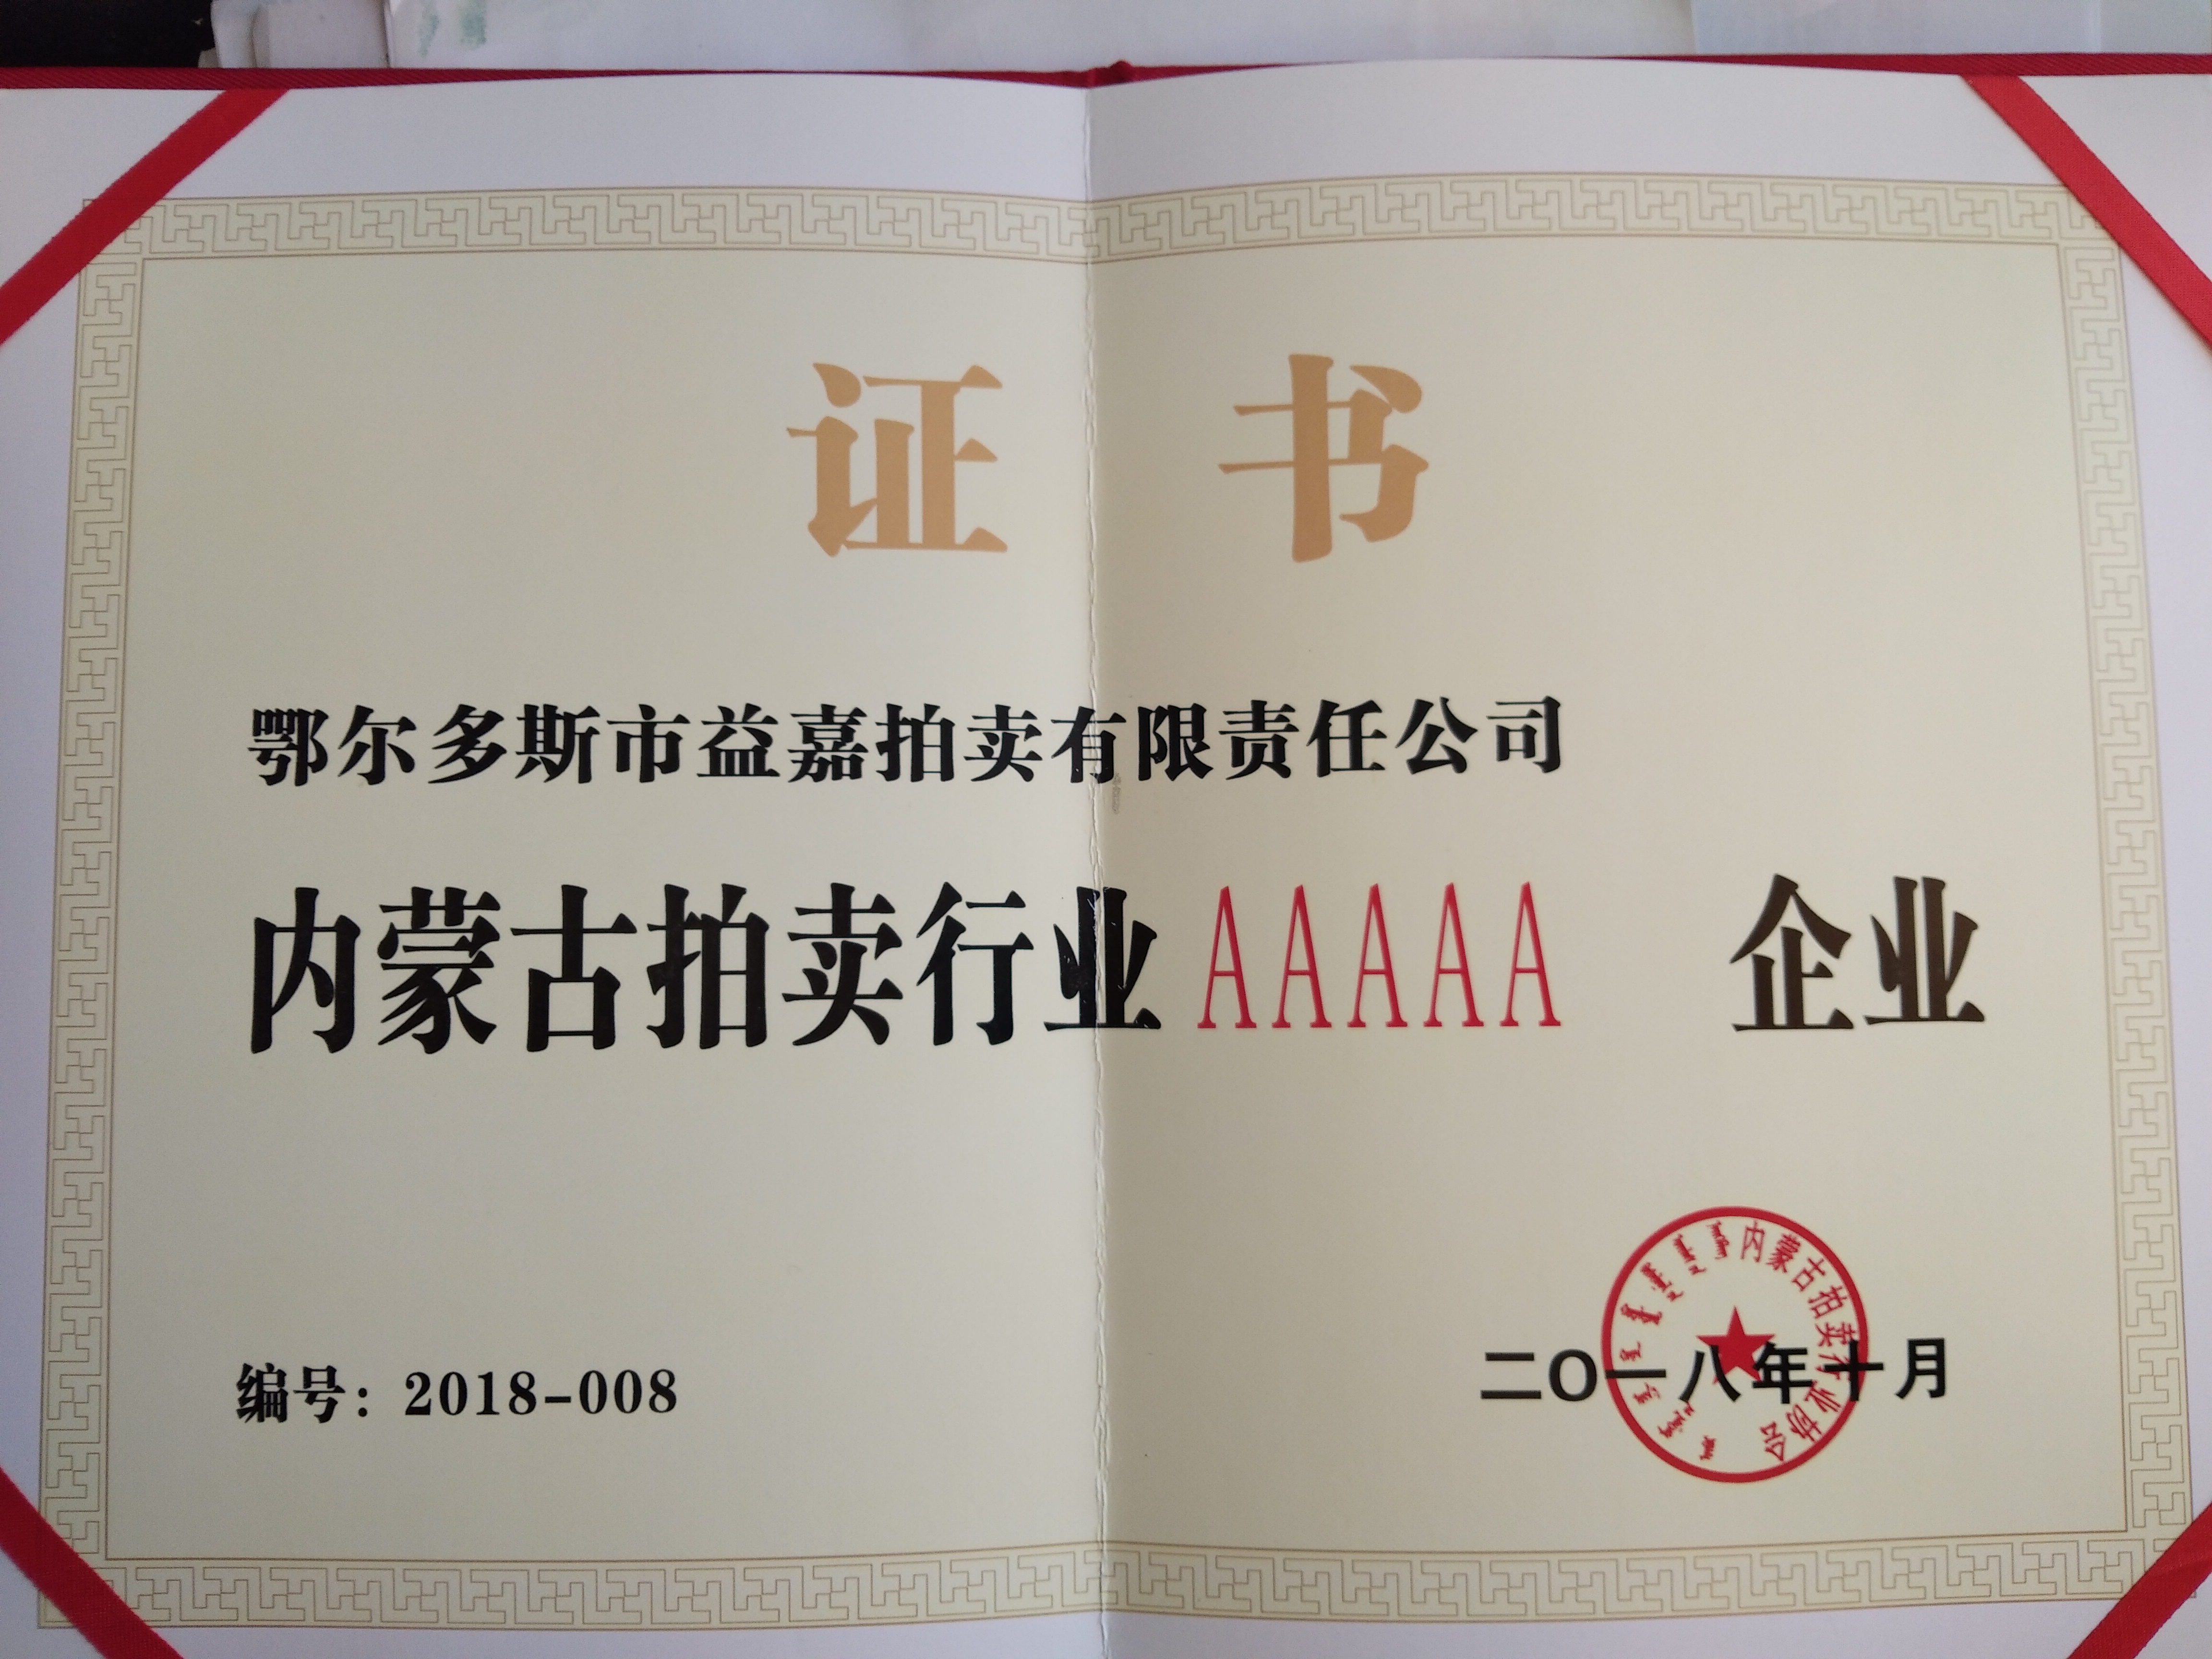 证 书
鄂尔多斯市益嘉拍卖有限责任公司
内蒙古拍卖行业AAAAA 企业
编号：2018-008
二〇一八年十月
内蒙古拍卖行业协会